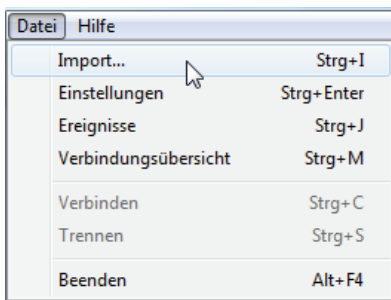 Datei Hilfe
Import... Strg+I
Einstellungen Strg+Enter
Ereignisse Strg+J
Verbindungsübersicht Strg+M
Verbinden Strg+C
Trennen Strg+S
Beenden Alt+F4